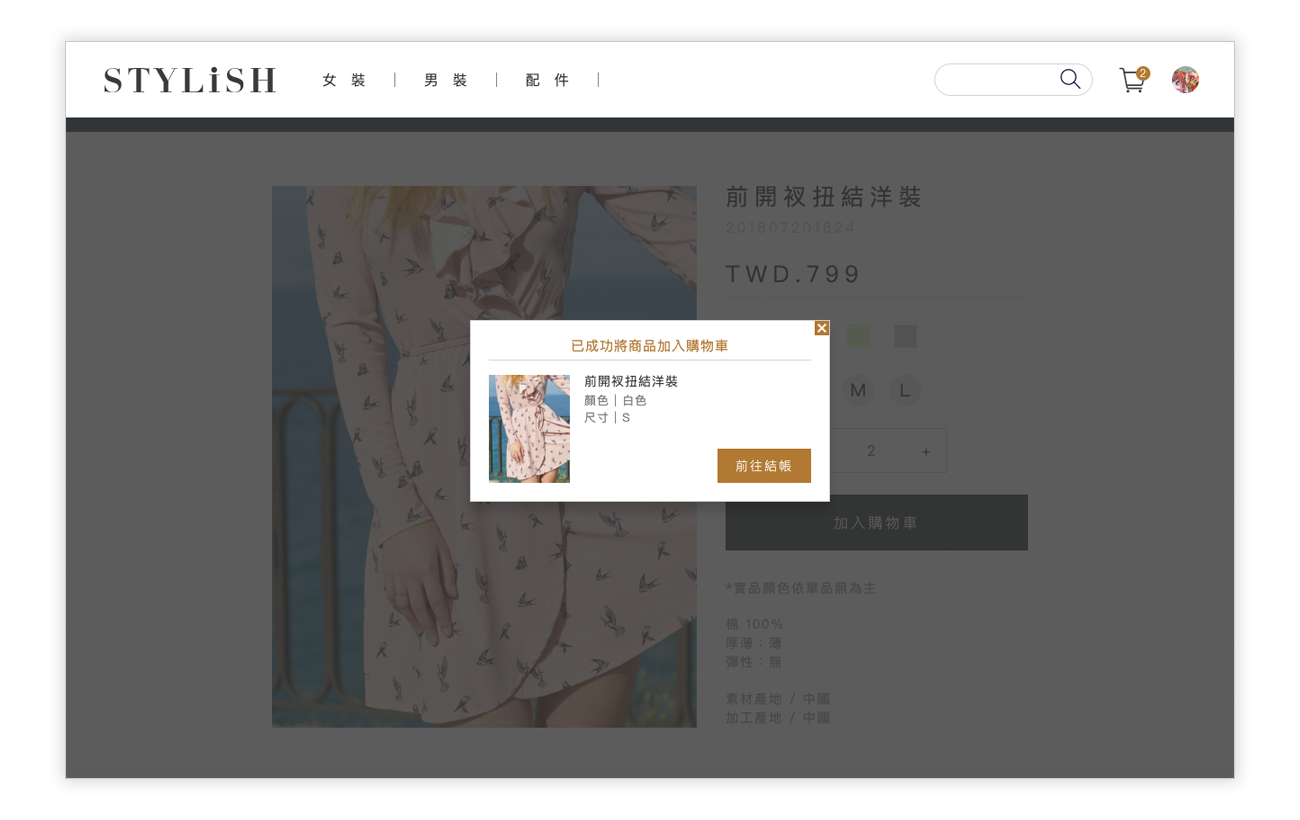 STYLiSH 女裝 | 男裝 | 配件 |
2
前開衩扭結洋裝
201807201824
TWD.799
已成功將商品加入購物車
前開衩扭結洋裝
顏色｜白色
尺寸｜S
前往結帳
M L
2 +
加入購物車
*實品顏色依單品照為主
棉 100%
厚薄：薄
彈性：無
素材產地 / 中國
加工產地 / 中國